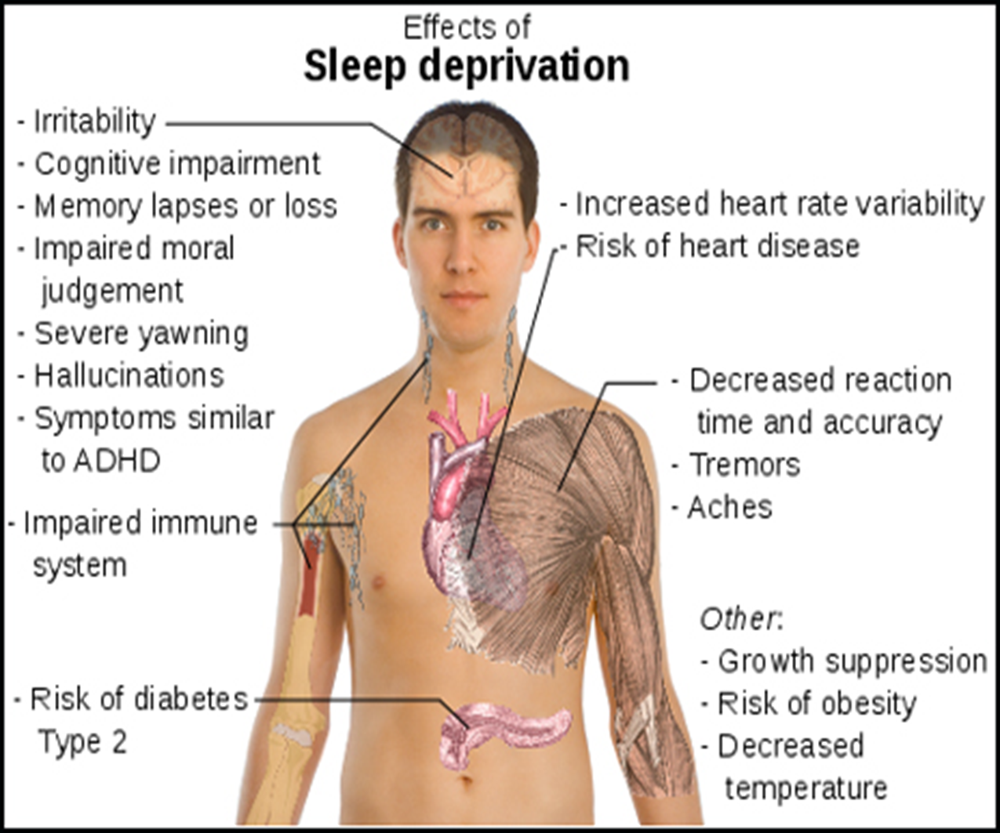 Effects of
Sleep deprivation
- Irritability
- Cognitive impairment
- Memory lapses or loss
- Impaired moral
judgement
- Severe yawning
- Hallucinations
- Symptoms similar
to ADHD
- Impaired immune
system
- Risk of diabetes
Type 2
- Increased heart rate variability
- Risk of heart disease
- Decreased reaction
time and accuracy
- Tremors
- Aches
Other:
- Growth suppression
- Risk of obesity
- Decreased
temperature